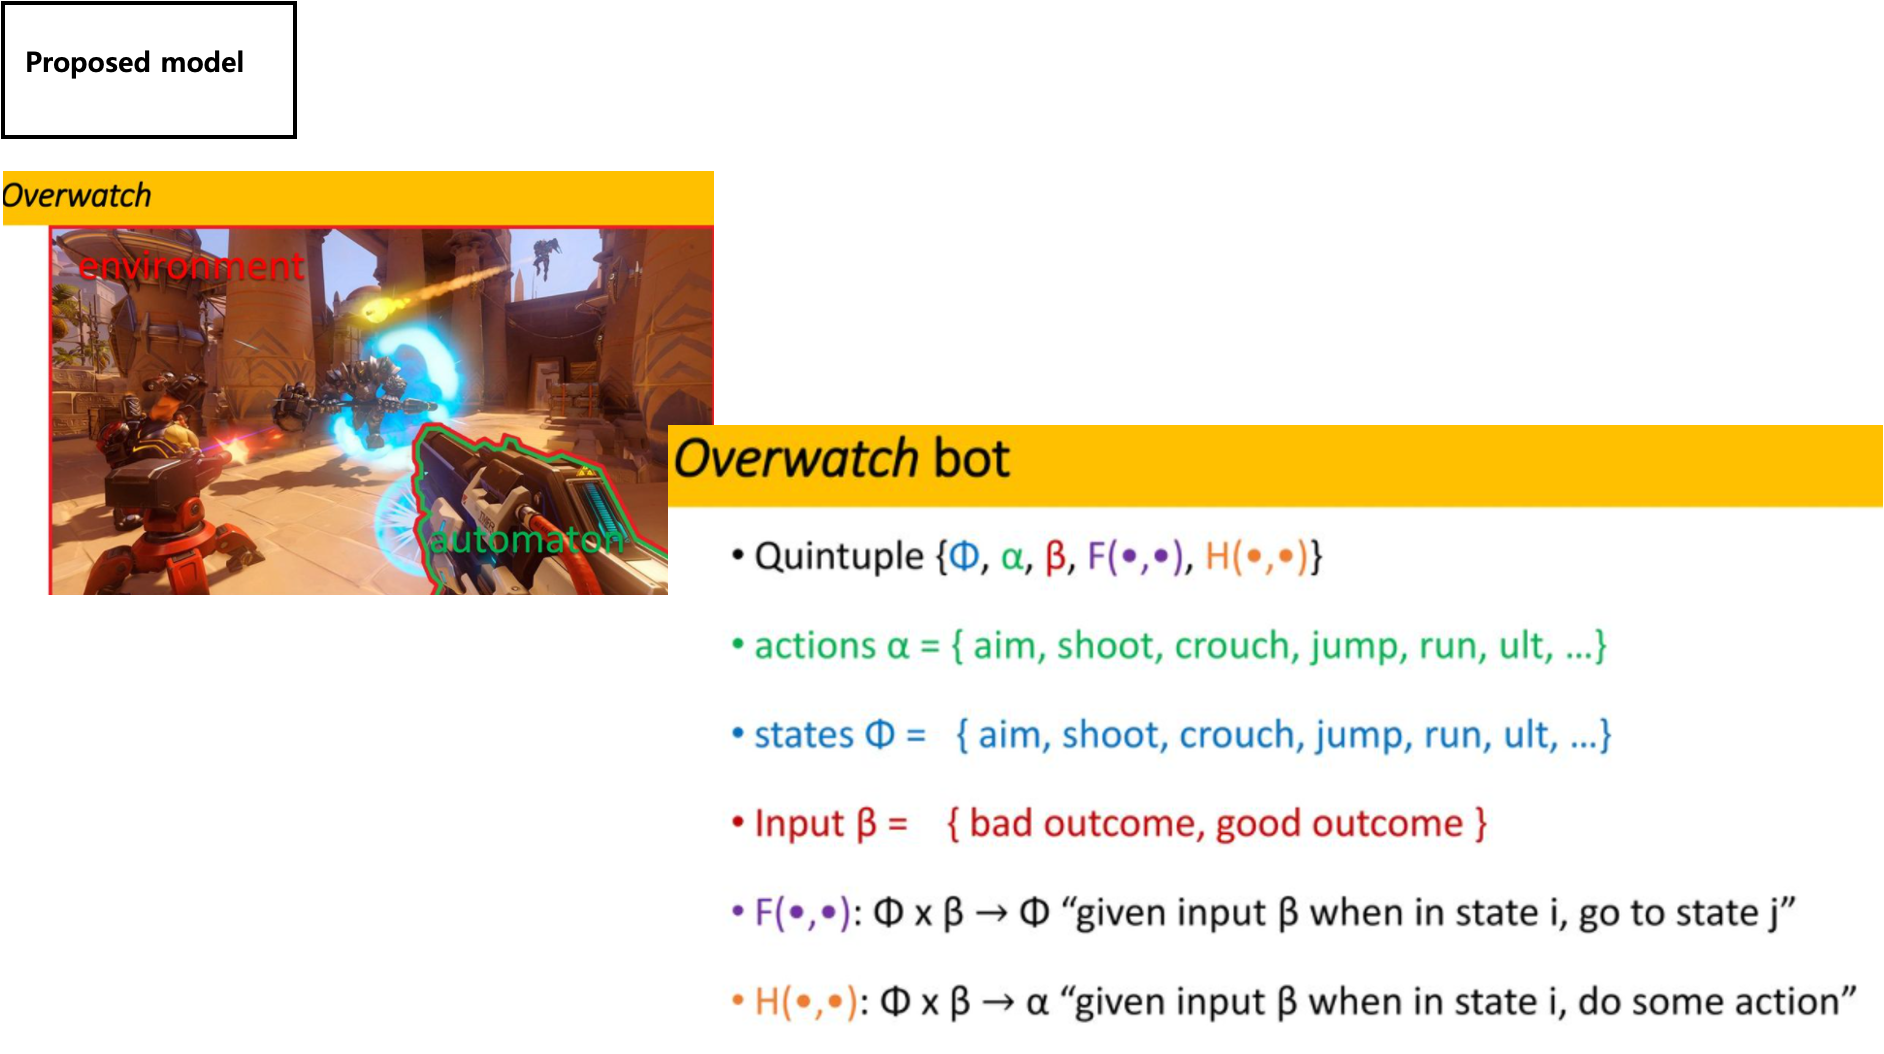 Proposed model
Overwatch
environment
automaton
Overwatch bot
• Quintuple {Φ, α, β, F(•,•), H(•,•)}
• actions α = { aim, shoot, crouch, jump, run, ult, ...}
• states Φ = { aim, shoot, crouch, jump, run, ult, ...}
• Input β = { bad outcome, good outcome }
• F(•,•): Φ x β → Φ “given input β when in state i, go to state j”
• H(•,•): Φ x β → α “given input β when in state i, do some action”